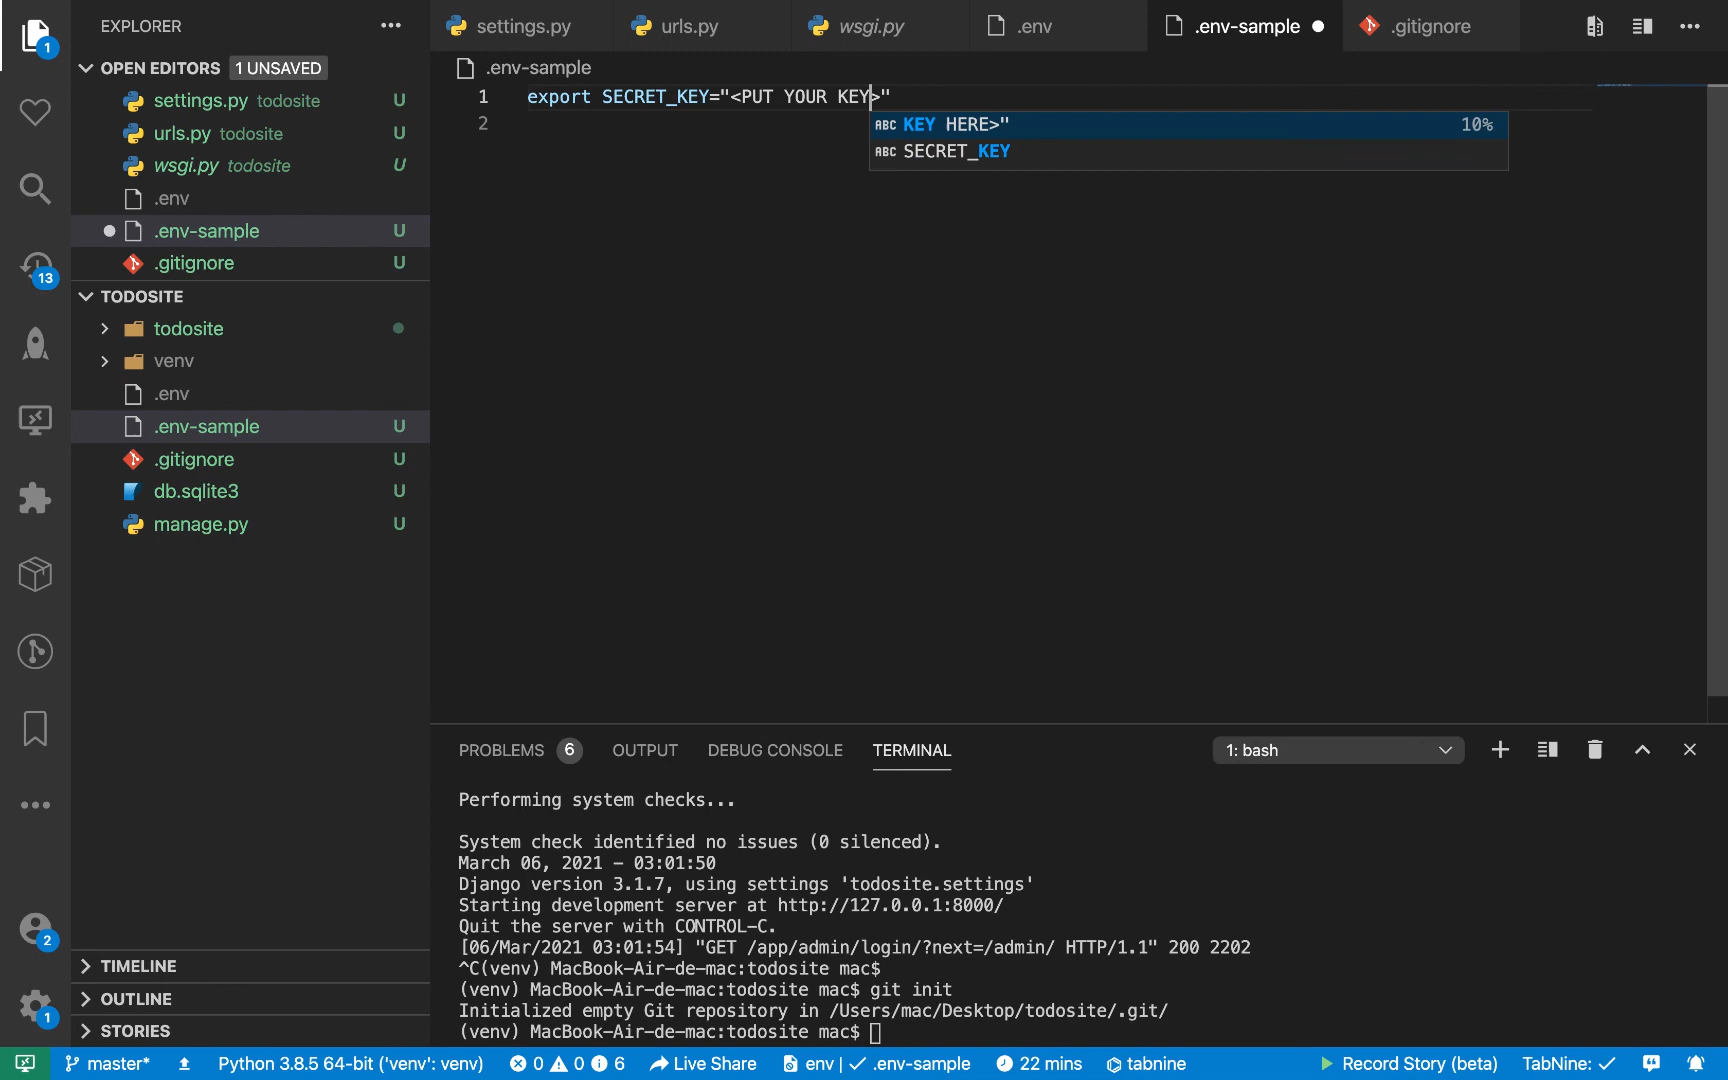 EXPLORER
settings.py
urls.py
wsgi.py
.env
.env-sample
.gitignore
1
OPEN EDITORS 1 UNSAVED
.env-sample
settings.py todosite U
1 export SECRET_KEY="<PUT YOUR KEY>"
urls.py todosite U
2
ABC KEY HERE>" 10%
wsgi.py todosite U
ABC SECRET_KEY
.env
.env-sample U
.gitignore U
13
TODOSITE
todosite
venv
.env
.env-sample U
.gitignore U
db.sqlite3 U
manage.py U
PROBLEMS 6 OUTPUT DEBUG CONSOLE TERMINAL 1: bash
Performing system checks...
System check identified no issues (0 silenced).
March 06, 2021 - 03:01:50
Django version 3.1.7, using settings 'todosite.settings'
Starting development server at http://127.0.0.1:8000/
Quit the server with CONTROL-C.
[06/Mar/2021 03:01:54] "GET /app/admin/login/?next=/admin/ HTTP/1.1" 200 2202
^C(venv) MacBook-Air-de-mac:todosite mac$
(venv) MacBook-Air-de-mac:todosite mac$ git init
Initialized empty Git repository in /Users/mac/Desktop/todosite/.git/
(venv) MacBook-Air-de-mac:todosite mac$
2
TIMELINE
OUTLINE
1
STORIES
master* Python 3.8.5 64-bit ('venv': venv) 0 0 6 Live Share env | ✓ .env-sample 22 mins tabnine Record Story (beta) TabNine: ✓